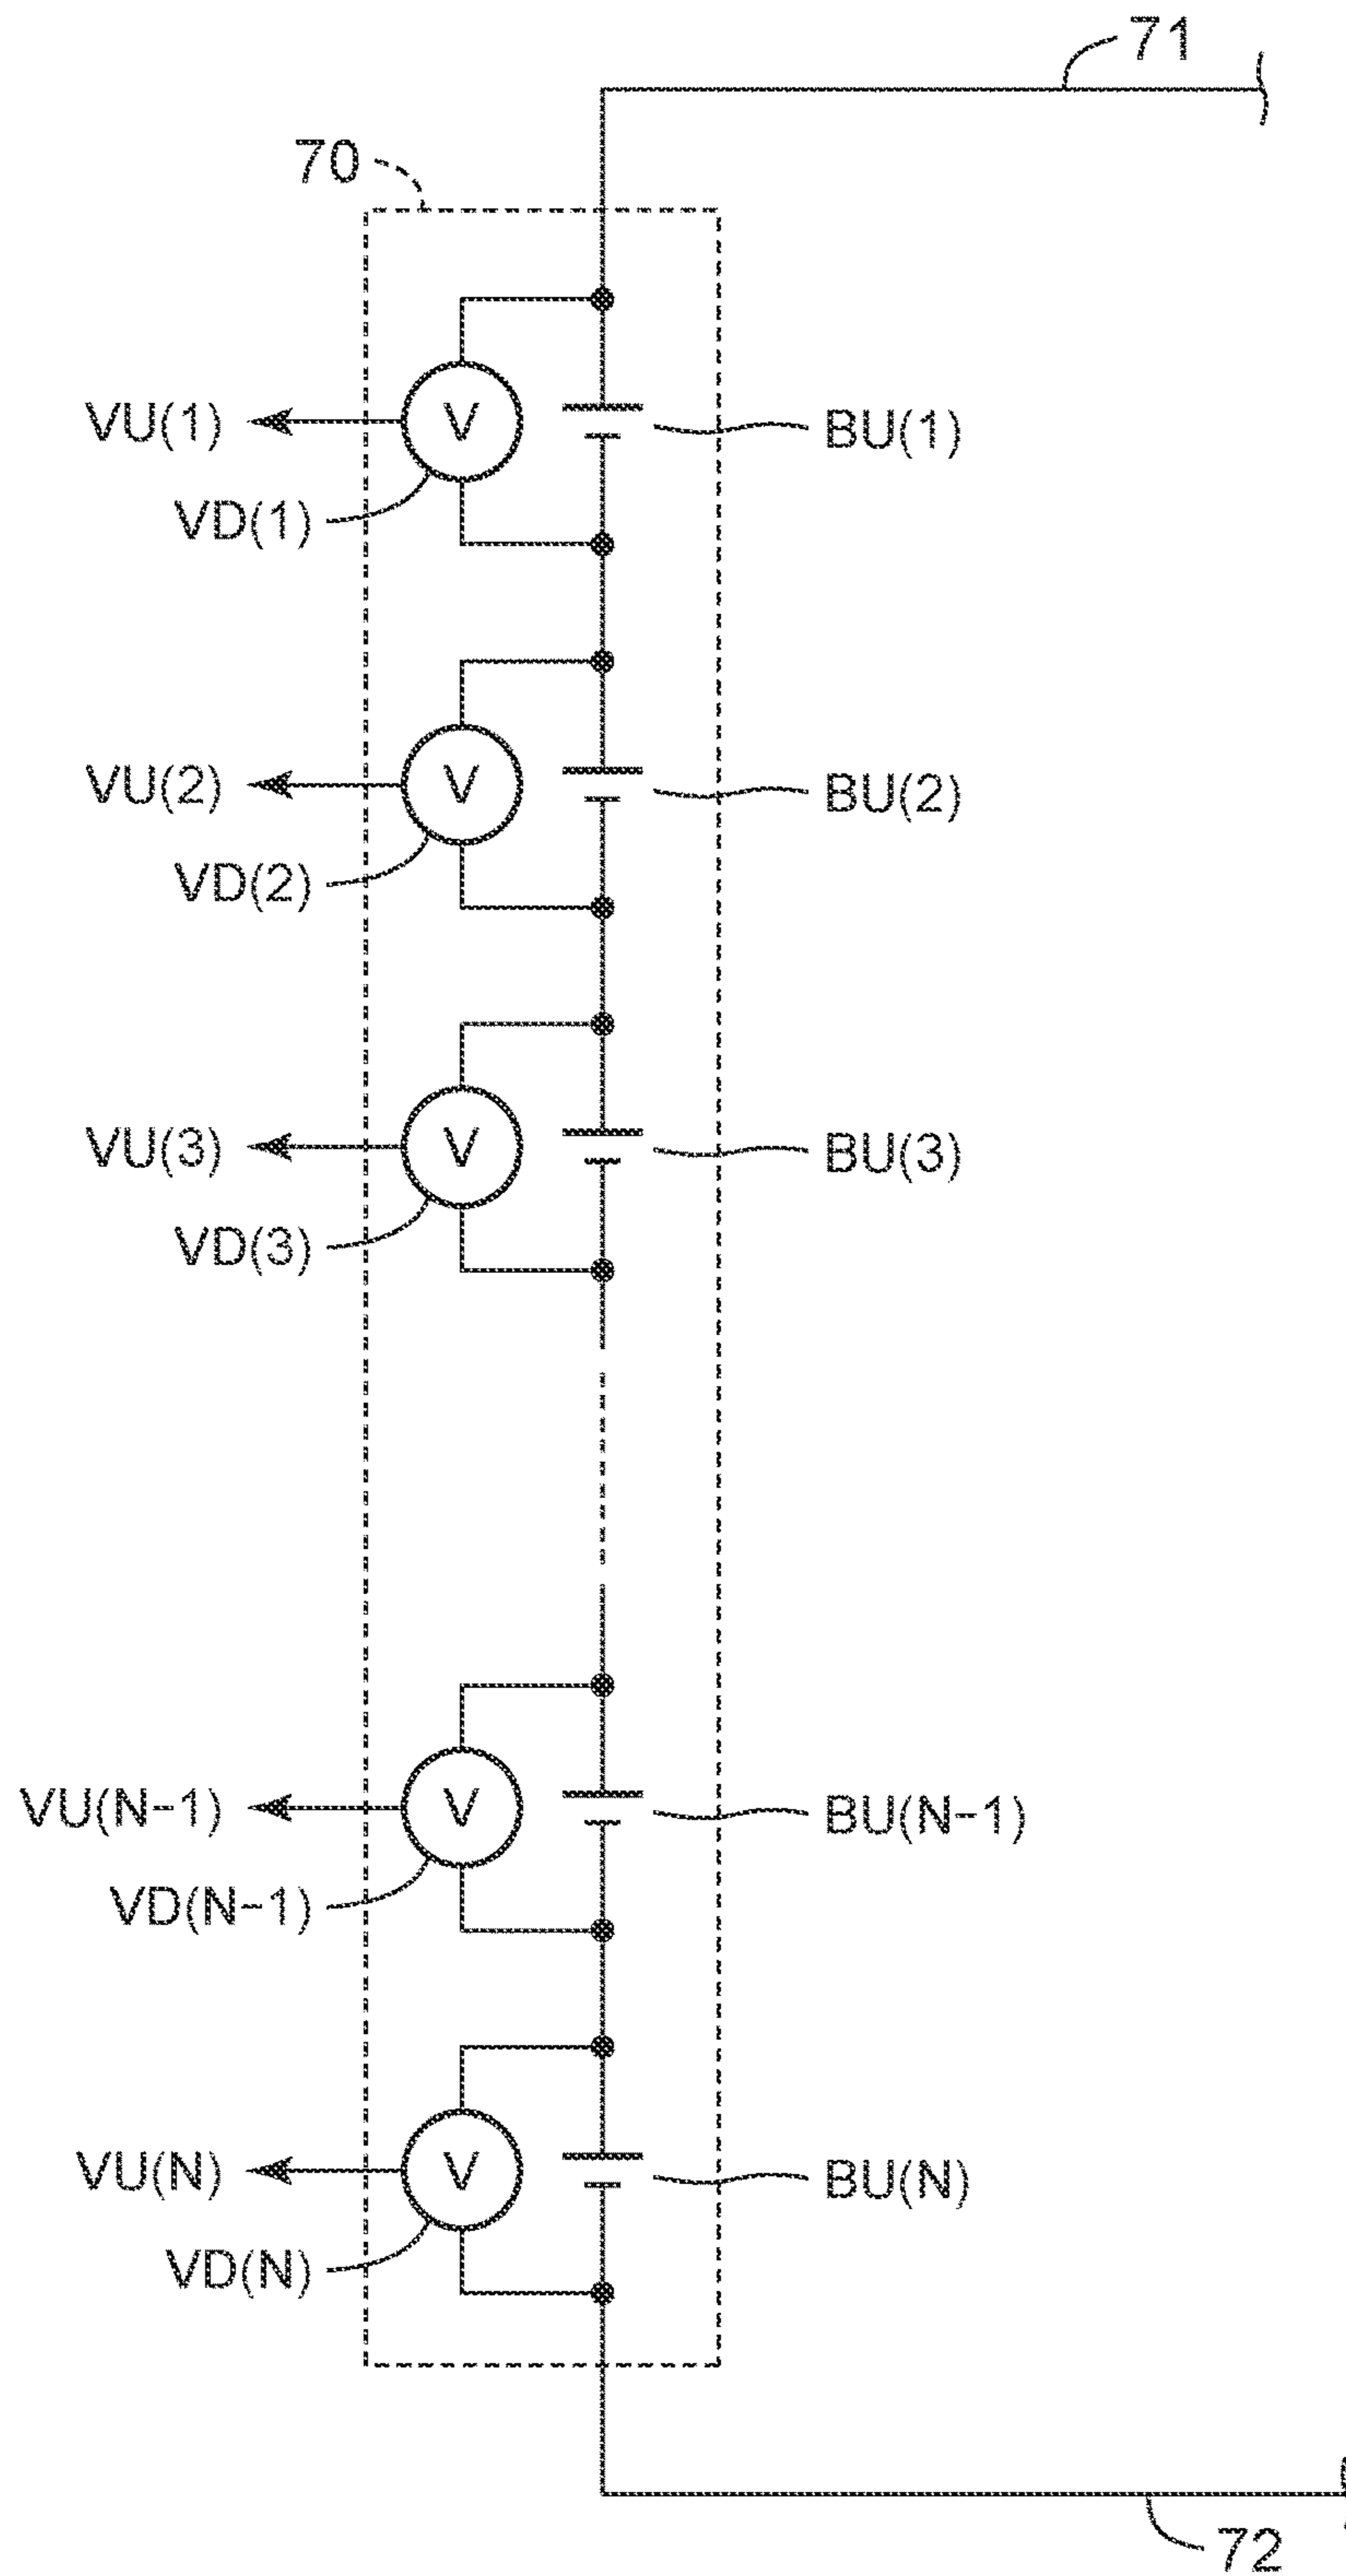 71
70
VU(1)
V
BU(1)
VD(1)
VU(2)
V
BU(2)
VD(2)
VU(3)
V
BU(3)
VD(3)
VU(N-1)
V
BU(N-1)
VD(N-1)
VU(N)
V
BU(N)
VD(N)
72